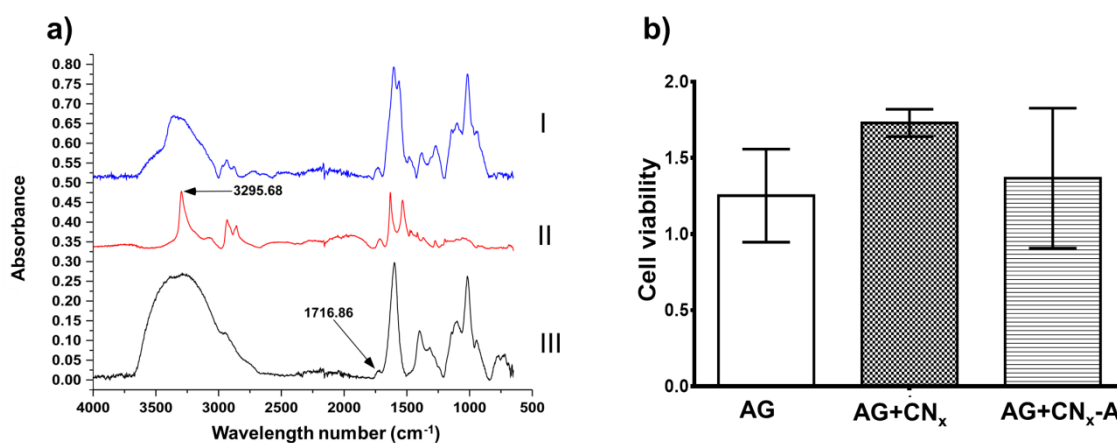 a)
b)
Absorbance
0.80
0.75
0.70
0.65
0.60
0.55
0.50
0.45
0.40
0.35
0.30
0.25
0.20
0.15
0.10
0.05
0.00
I
3295.68
II
1716.86
III
4000 3500 3000 2500 2000 1500 1000 500
Wavelength number (cm⁻¹)
Cell viability
2.0
1.5
1.0
0.5
0.0
AG AG+CNₓ AG+CNₓ-A